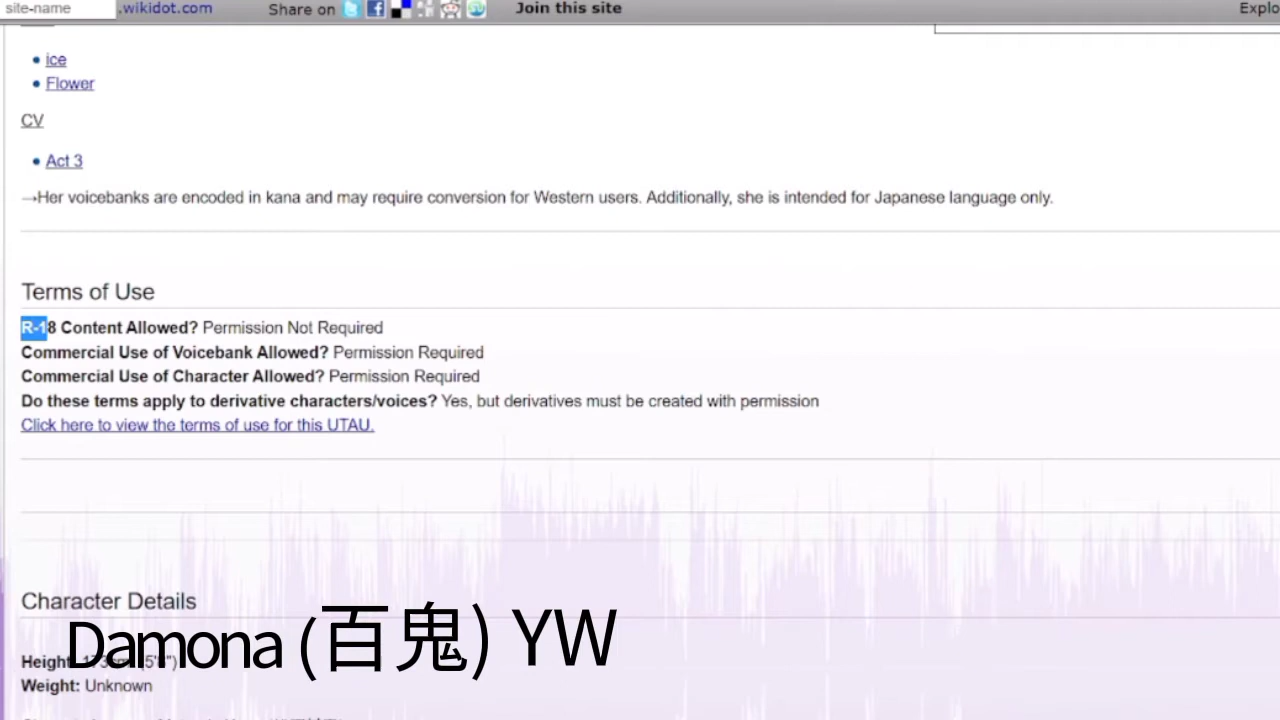 site-name .wikidot.com Share on Join this site Explo
ice
Flower
CV
Act 3
→Her voicebanks are encoded in kana and may require conversion for Western users. Additionally, she is intended for Japanese language only.
Terms of Use
R-18 Content Allowed? Permission Not Required
Commercial Use of Voicebank Allowed? Permission Required
Commercial Use of Character Allowed? Permission Required
Do these terms apply to derivative characters/voices? Yes, but derivatives must be created with permission
Click here to view the terms of use for this UTAU.
Character Details
Damona (百鬼) YW
Height: 173cm (5'8")
Weight: Unknown